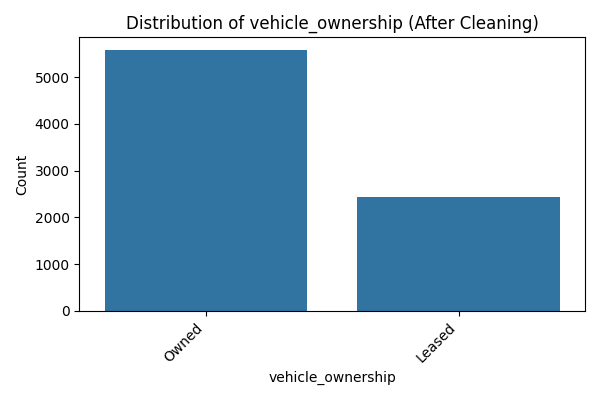 Distribution of vehicle_ownership (After Cleaning)
Count
5000
4000
3000
2000
1000
0
Owned
Leased
vehicle_ownership